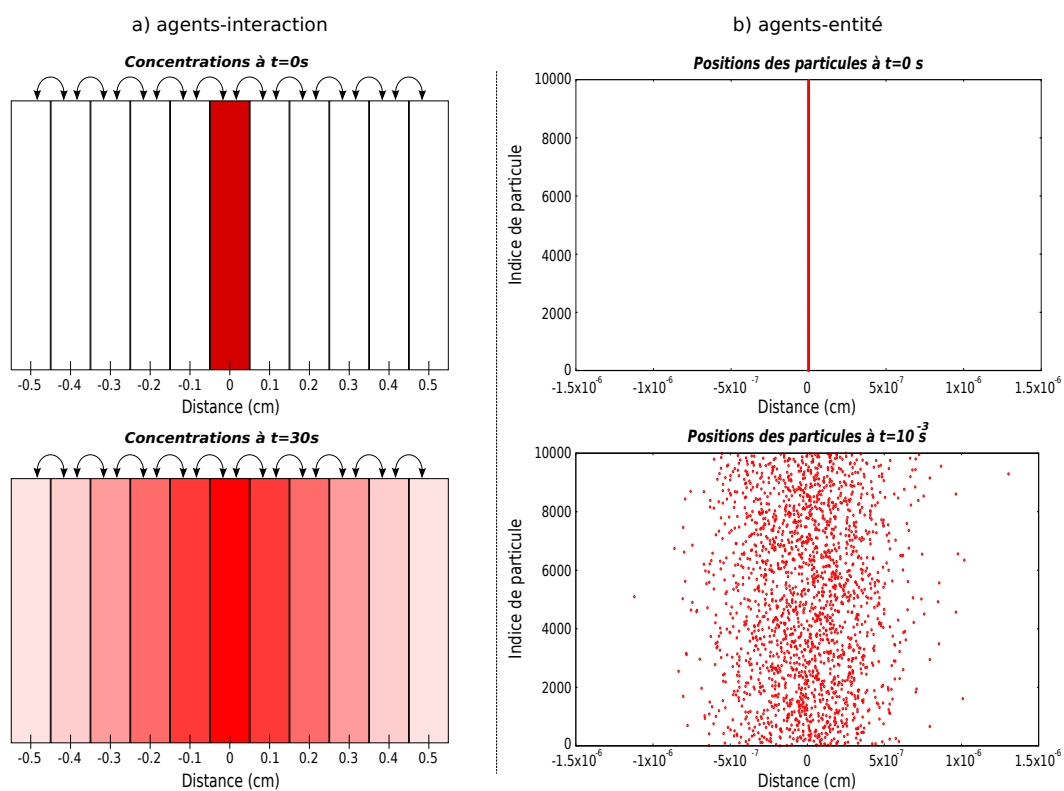 a) agents-interaction
Concentrations à t=0s
-0.5 -0.4 -0.3 -0.2 -0.1 0 0.1 0.2 0.3 0.4 0.5
Distance (cm)
Concentrations à t=30s
-0.5 -0.4 -0.3 -0.2 -0.1 0 0.1 0.2 0.3 0.4 0.5
Distance (cm)
b) agents-entité
Positions des particules à t=0 s
Indice de particule
10000
8000
6000
4000
2000
0
-1.5x10⁻⁶ -1x10⁻⁶ -5x10⁻⁷ 0 5x10⁻⁷ 1x10⁻⁶ 1.5x10⁻⁶
Distance (cm)
Positions des particules à t=10⁻³s
Indice de particule
10000
8000
6000
4000
2000
0
-1.5x10⁻⁶ -1x10⁻⁶ -5x10⁻⁷ 0 5x10⁻⁷ 1x10⁻⁶ 1.5x10⁻⁶
Distance (cm)